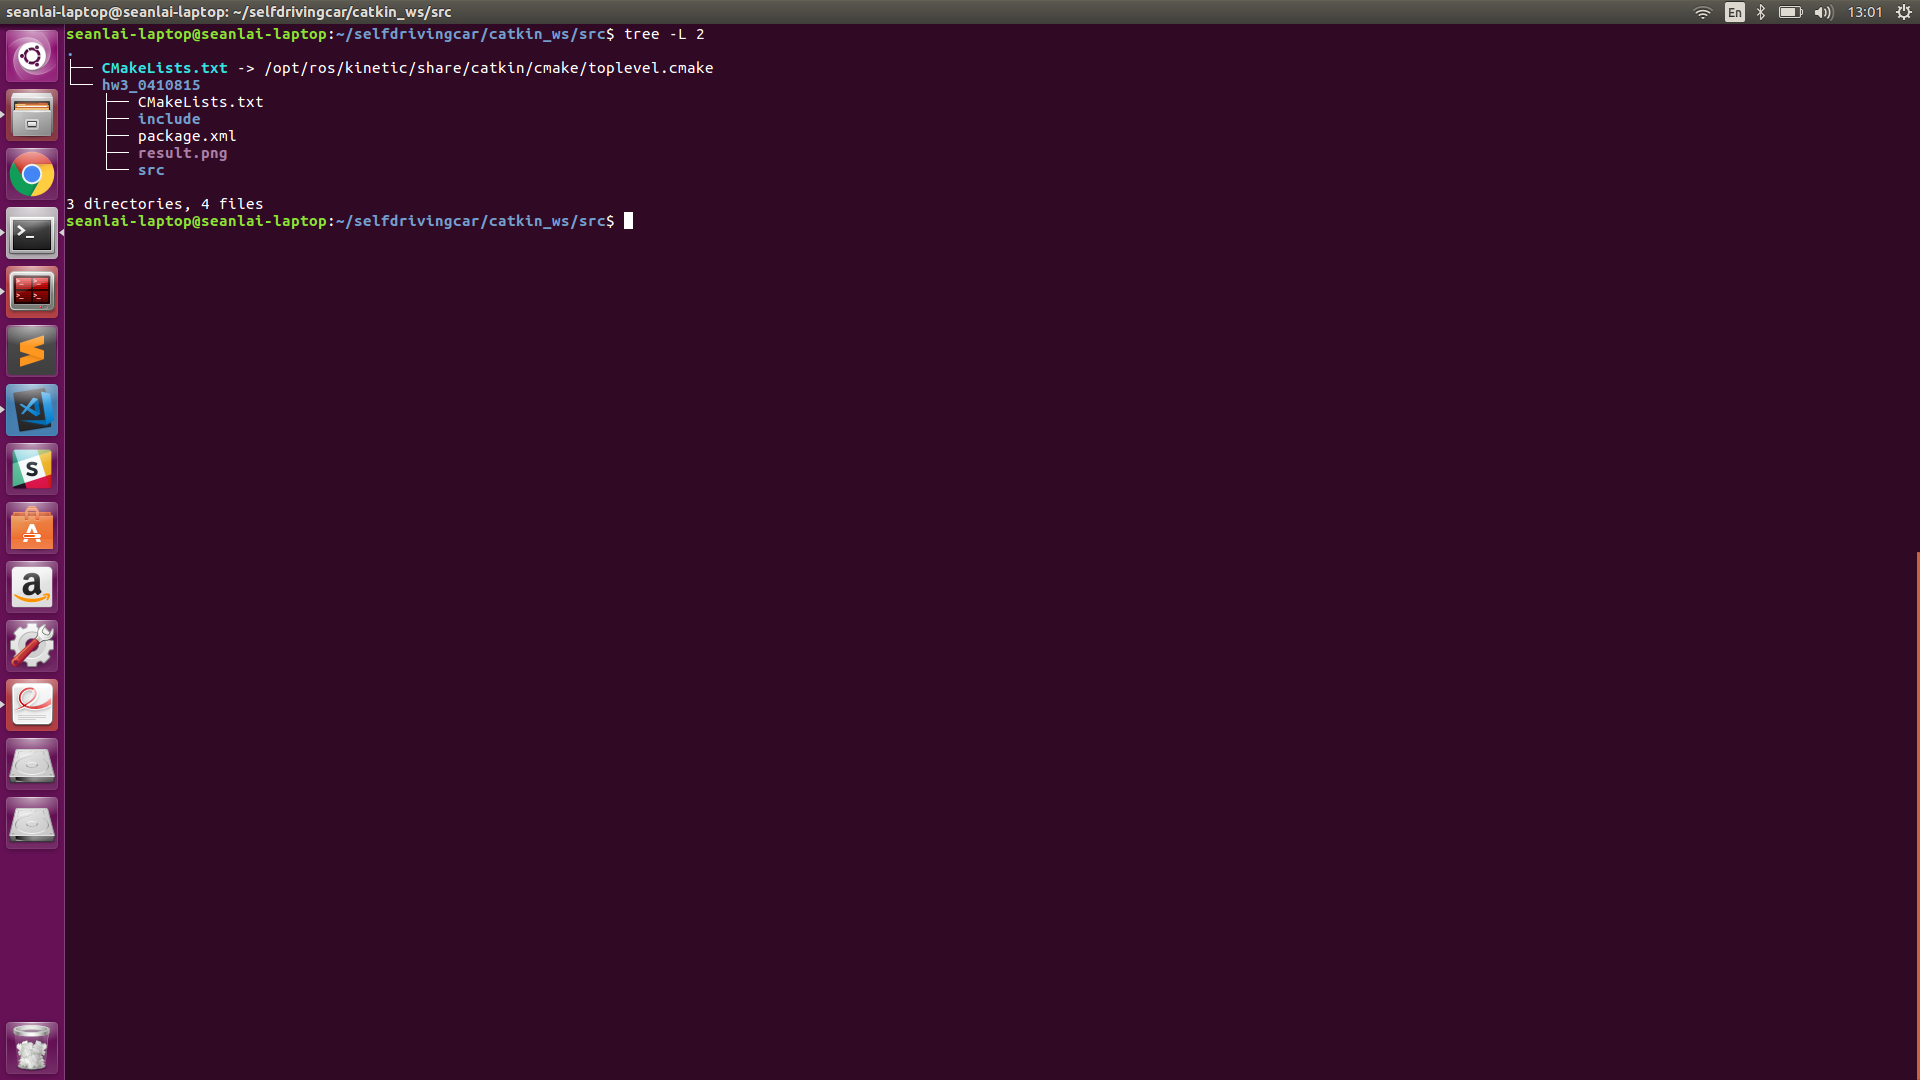 seanlai-laptop@seanlai-laptop: ~/selfdrivingcar/catkin_ws/src
En
13:01
seanlai-laptop@seanlai-laptop:~/selfdrivingcar/catkin_ws/src$ tree -L 2
.
├── CMakeLists.txt -> /opt/ros/kinetic/share/catkin/cmake/toplevel.cmake
└── hw3_0410815
    ├── CMakeLists.txt
    ├── include
    ├── package.xml
    ├── result.png
    └── src
3 directories, 4 files
seanlai-laptop@seanlai-laptop:~/selfdrivingcar/catkin_ws/src$